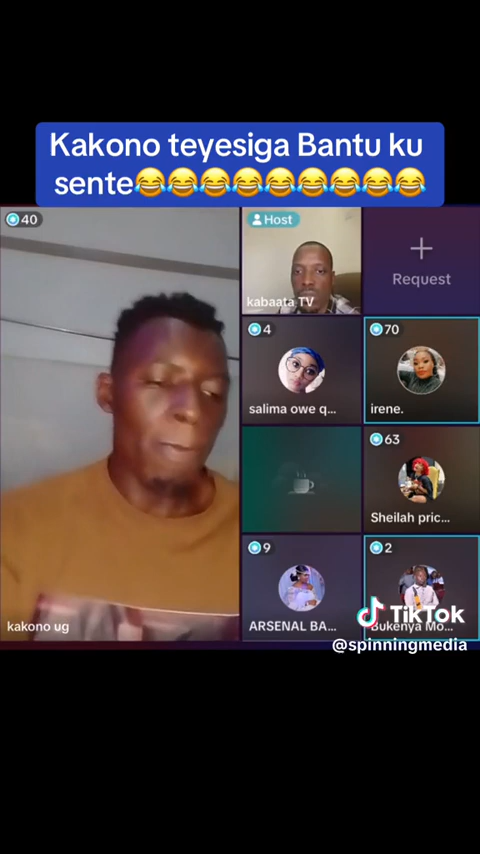 Kakono teyesiga Bantu ku
sente😂😂😂😂😂😂😂😂😂
40
Host
kabaata TV
Request
4
salima owe q...
70
irene.
63
Sheilah pric...
9
ARSENAL BA...
2
Bukenya Mo...
kakono ug
TikTok
@spinningmedia